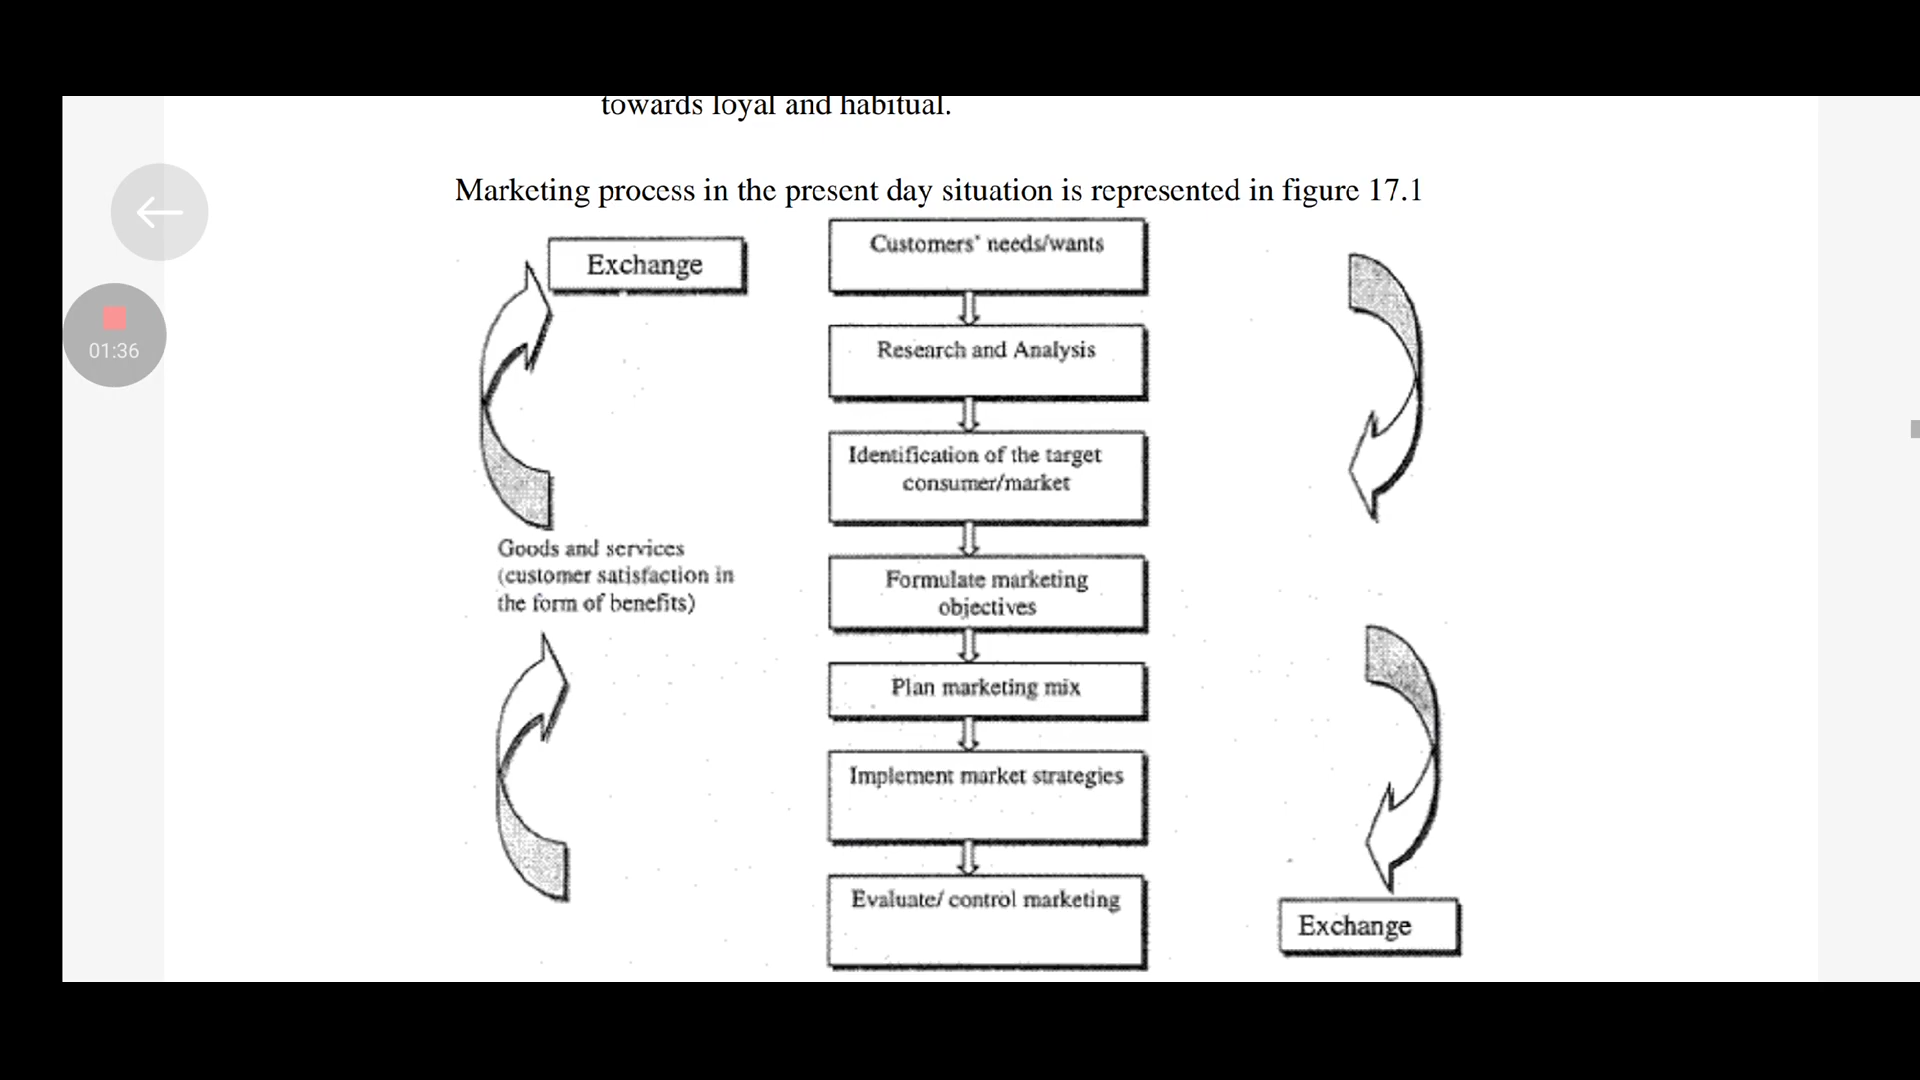 towards loyal and habitual.
Marketing process in the present day situation is represented in figure 17.1
Exchange
Customers' needs/wants
Research and Analysis
Identification of the target
consumer/market
Goods and services
(customer satisfaction in
the form of benefits)
Formulate marketing
objectives
Plan marketing mix
Implement market strategies
Evaluate/ control marketing
Exchange
01:36